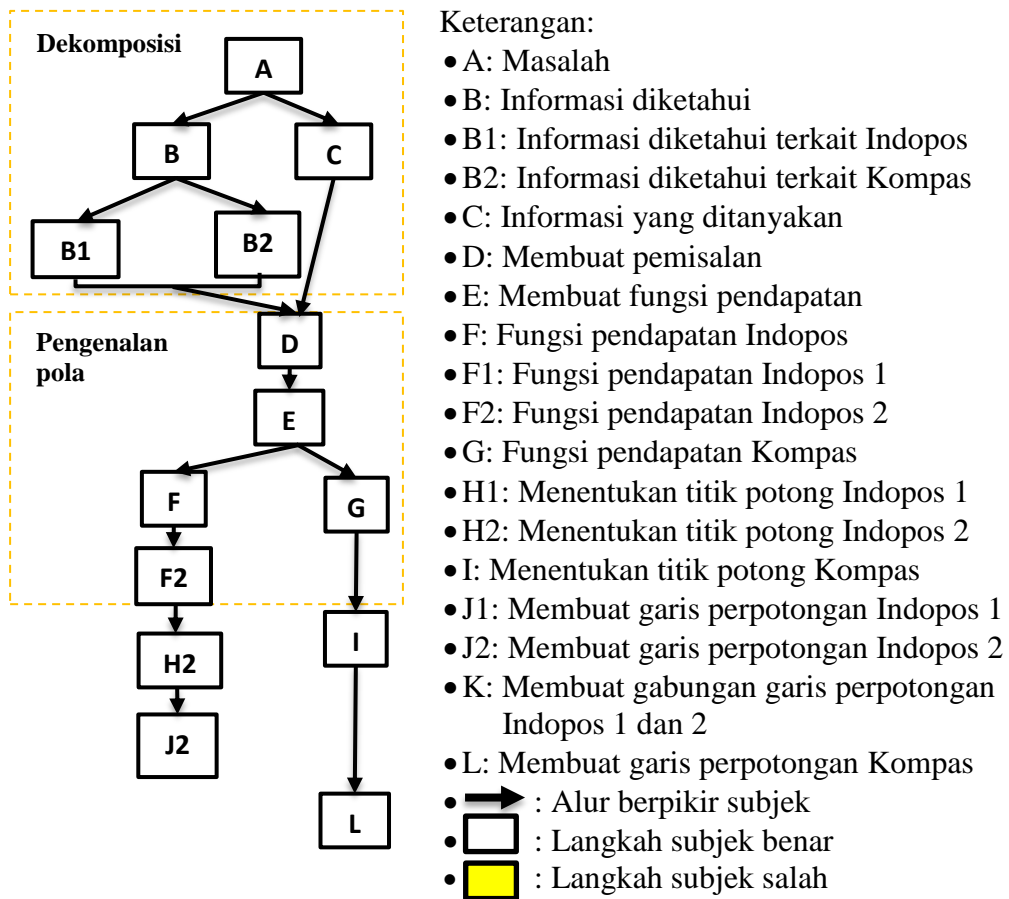 Dekomposisi
A
B
C
B1
B2
Pengenalan
pola
D
E
F
G
F2
I
H2
J2
L
Keterangan:
• A: Masalah
• B: Informasi diketahui
• B1: Informasi diketahui terkait Indopos
• B2: Informasi diketahui terkait Kompas
• C: Informasi yang ditanyakan
• D: Membuat pemisalan
• E: Membuat fungsi pendapatan
• F: Fungsi pendapatan Indopos
• F1: Fungsi pendapatan Indopos 1
• F2: Fungsi pendapatan Indopos 2
• G: Fungsi pendapatan Kompas
• H1: Menentukan titik potong Indopos 1
• H2: Menentukan titik potong Indopos 2
• I: Menentukan titik potong Kompas
• J1: Membuat garis perpotongan Indopos 1
• J2: Membuat garis perpotongan Indopos 2
• K: Membuat gabungan garis perpotongan
Indopos 1 dan 2
• L: Membuat garis perpotongan Kompas
• : Alur berpikir subjek
• : Langkah subjek benar
• : Langkah subjek salah